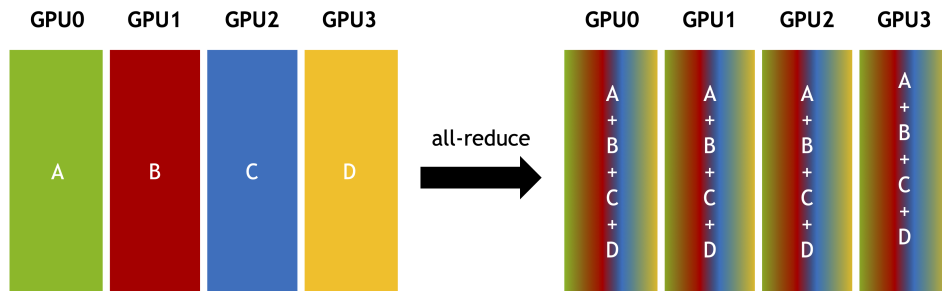 GPU0 GPU1 GPU2 GPU3 GPU0 GPU1 GPU2 GPU3
A B C D
all-reduce
A
+
B
+
C
+
D
A
+
B
+
C
+
D
A
+
B
+
C
+
D
A
+
B
+
C
+
D